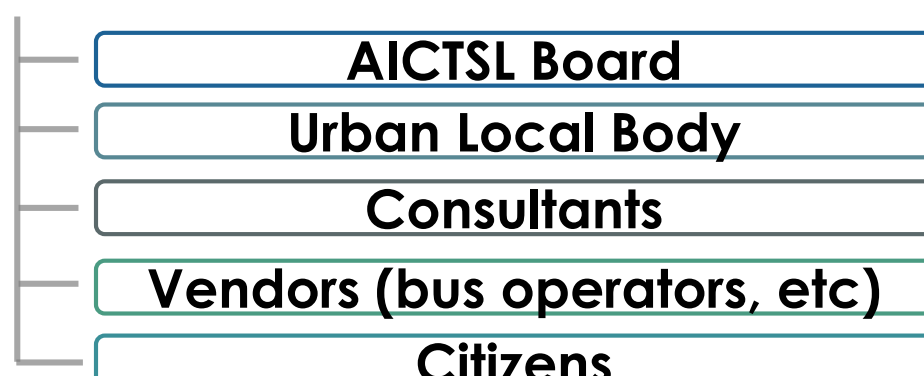 AICTSL Board
Urban Local Body
Consultants
Vendors (bus operators, etc)
Citizens